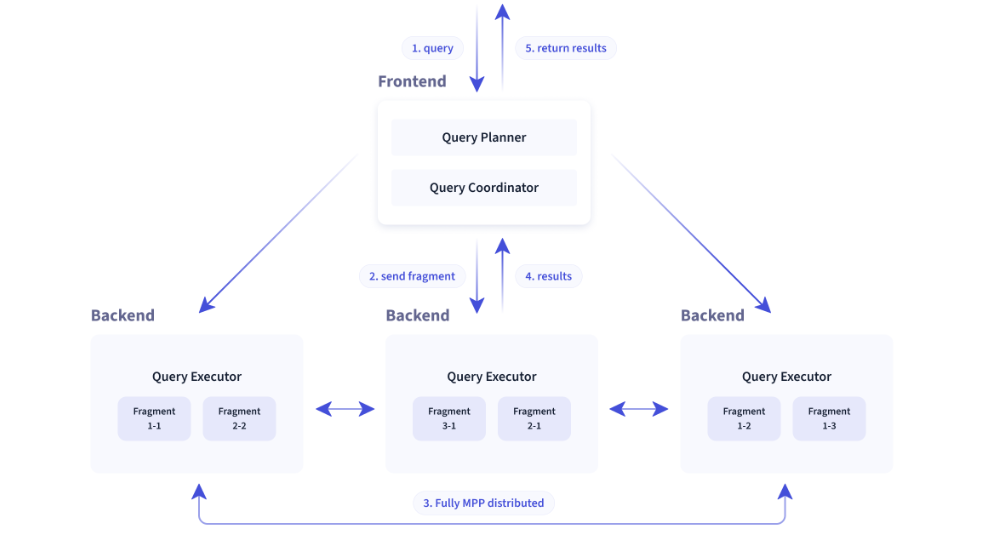 1. query
5. return results
Frontend
Query Planner
Query Coordinator
2. send fragment
4. results
Backend
Backend
Backend
Query Executor
Fragment
1-1
Fragment
2-2
Query Executor
Fragment
3-1
Fragment
2-1
Query Executor
Fragment
1-2
Fragment
1-3
3. Fully MPP distributed